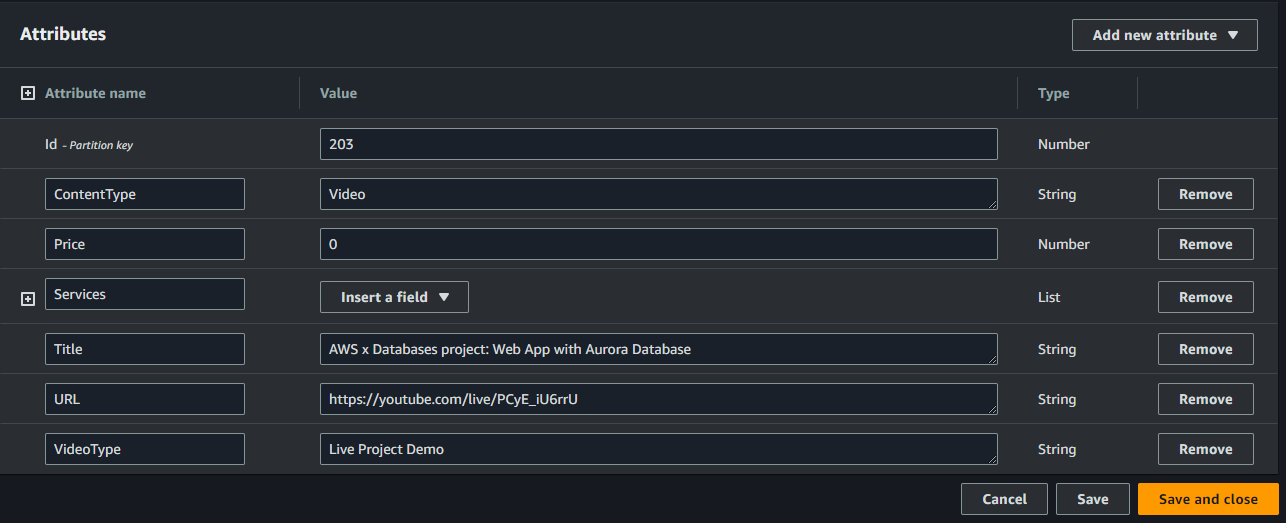 Attributes
Add new attribute
Attribute name Value Type
Id - Partition key 203 Number
ContentType Video String Remove
Price 0 Number Remove
Services Insert a field List Remove
Title AWS x Databases project: Web App with Aurora Database String Remove
URL https://youtube.com/live/PCyE_iU6rrU String Remove
VideoType Live Project Demo String Remove
Cancel Save Save and close